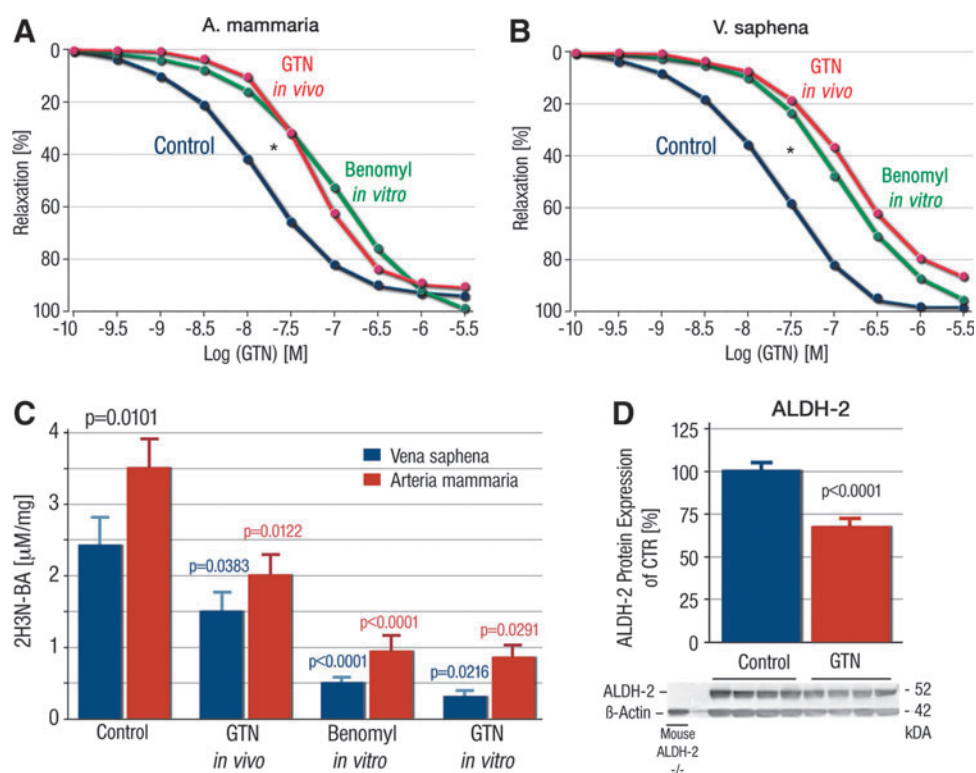 A
A. mammaria
0
20
40
60
80
100
Relaxation [%]
GTN
in vivo
Control
*
Benomyl
in vitro
-10 -9.5 -9 -8.5 -8 -7.5 -7 -6.5 -6 -5.5
Log (GTN) [M]
B
V. saphena
0
20
40
60
80
100
Relaxation [%]
GTN
in vivo
Control
*
Benomyl
in vitro
-10 -9.5 -9 -8.5 -8 -7.5 -7 -6.5 -6 -5.5
Log (GTN) [M]
C
p=0.0101
4
3
2
1
0
2H3N-BA [µM/mg]
Vena saphena
Arteria mammaria
p=0.0383
p=0.0122
p<0.0001
p<0.0001
p=0.0216
p=0.0291
Control
GTN
in vivo
Benomyl
in vitro
GTN
in vitro
D
ALDH-2
125
100
75
50
25
0
ALDH-2 Protein Expression
of CTR [%]
p<0.0001
Control GTN
ALDH-2 - 52
ß-Actin - 42
kDA
Mouse
ALDH-2
-/-